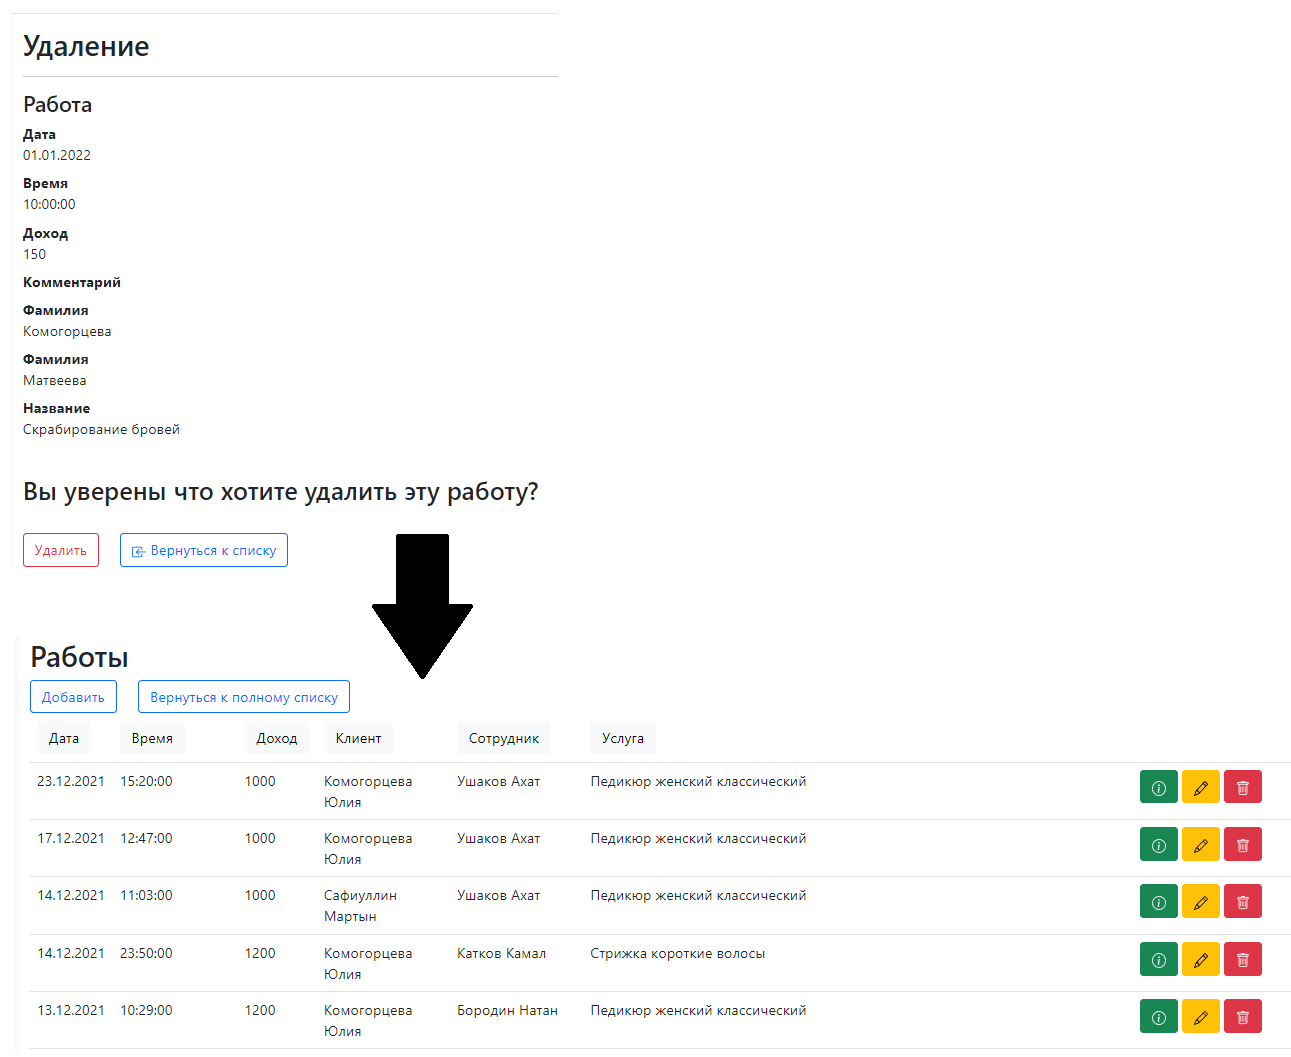 Удаление
Работа
Дата
01.01.2022
Время
10:00:00
Доход
150
Комментарий
Фамилия
Комогорцева
Фамилия
Матвеева
Название
Скрабирование бровей
Вы уверены что хотите удалить эту работу?
Удалить Вернуться к списку
Работы
Добавить Вернуться к полному списку
Дата Время Доход Клиент Сотрудник Услуга
23.12.2021 15:20:00 1000 Комогорцева Ушаков Ахат Педикюр женский классический
Юлия
17.12.2021 12:47:00 1000 Комогорцева Ушаков Ахат Педикюр женский классический
Юлия
14.12.2021 11:03:00 1000 Сафиуллин Ушаков Ахат Педикюр женский классический
Мартын
14.12.2021 23:50:00 1200 Комогорцева Катков Камал Стрижка короткие волосы
Юлия
13.12.2021 10:29:00 1200 Комогорцева Бородин Натан Педикюр женский классический
Юлия